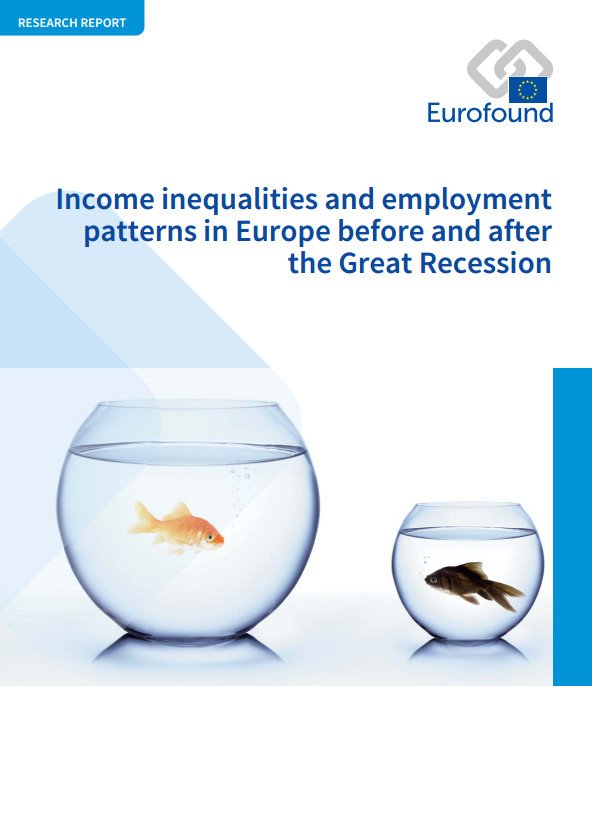 RESEARCH REPORT
Eurofound
Income inequalities and employment
patterns in Europe before and after
the Great Recession